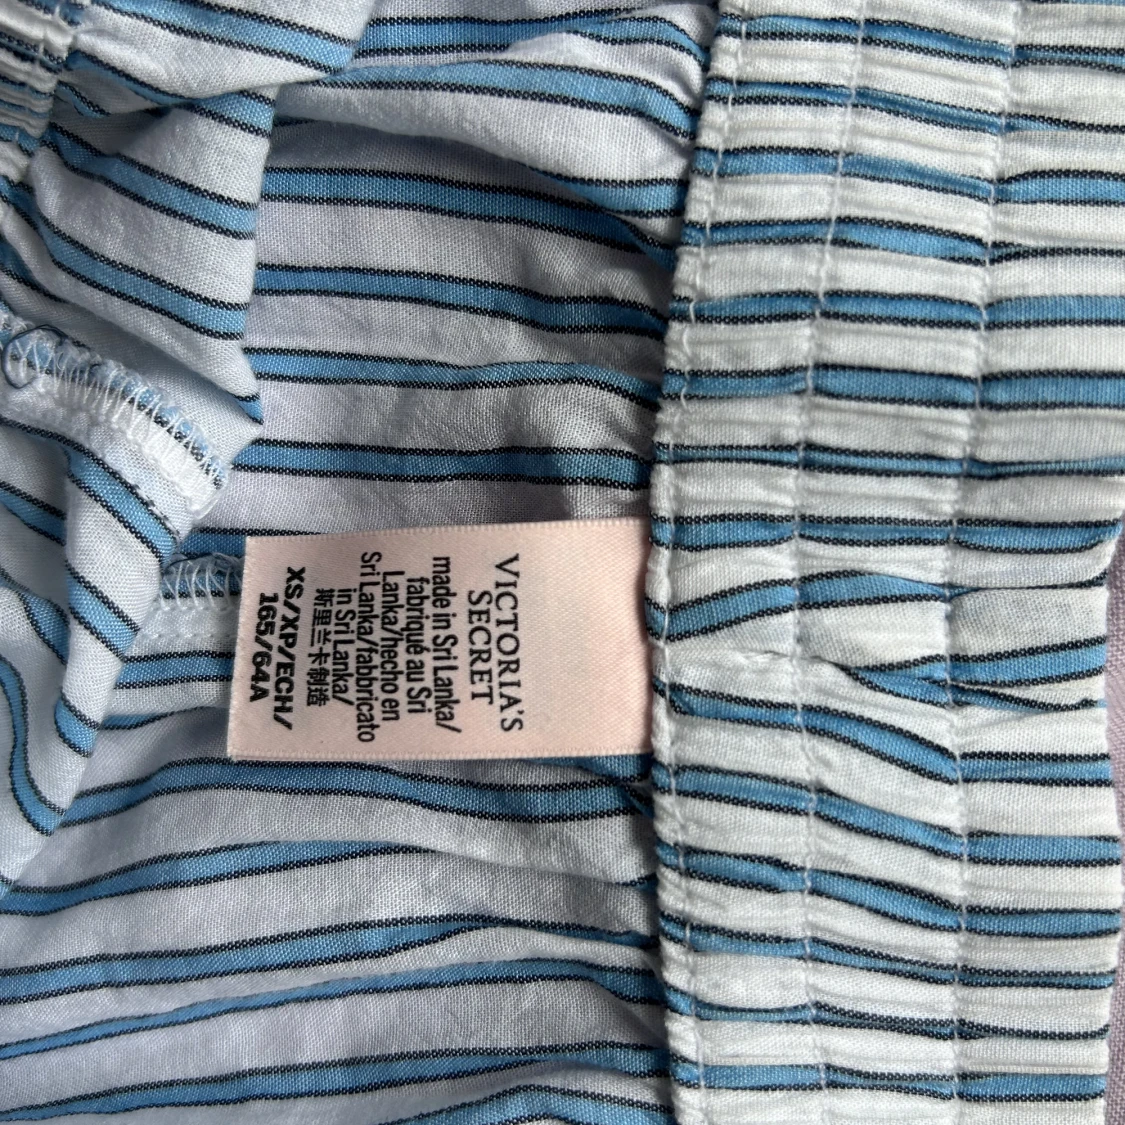 VICTORIA'S
SECRET
made in Sri Lanka/
fabriqué au Sri
Lanka/hecho en
Sri Lanka/fabbricato
in Sri Lanka/
斯里兰卡制造
XS/XP/ECH/
165/64A